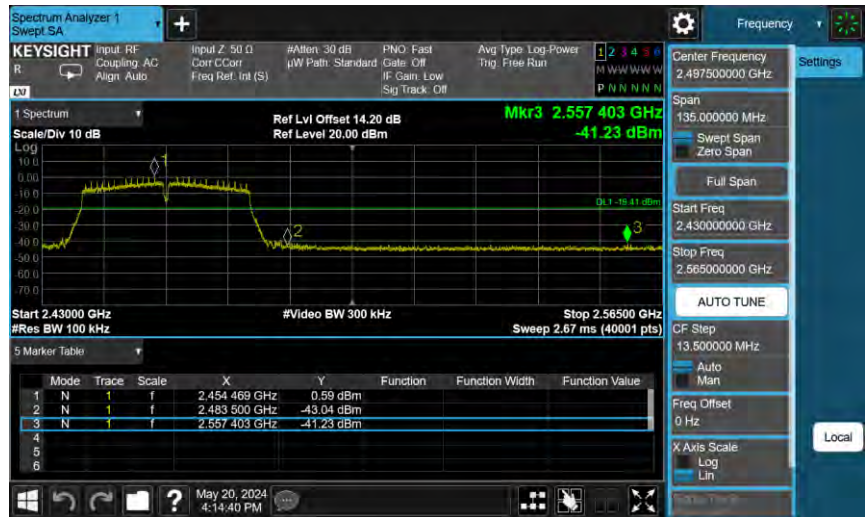 Spectrum Analyzer 1
Swept SA
Frequency
KEYSIGHT
R
LXI
Input: RF
Coupling: AC
Align: Auto
Input Z: 50 Ω
Corr CCorr
Freq Ref: Int (S)
#Atten: 30 dB
µW Path: Standard
PNO: Fast
Gate: Off
IF Gain: Low
Sig Track: Off
Avg Type: Log-Power
Trig: Free Run
1 2 3 4 5 6
M W W W W W
P N N N N N
Center Frequency
2.497500000 GHz
Settings
Span
135.000000 MHz
Swept Span
Zero Span
Full Span
Start Freq
2.430000000 GHz
Stop Freq
2.565000000 GHz
AUTO TUNE
CF Step
13.500000 MHz
Auto
Man
Freq Offset
0 Hz
X Axis Scale
Log
Lin
Local
1 Spectrum
Scale/Div 10 dB
Ref Lvl Offset 14.20 dB
Ref Level 20.00 dBm
Mkr3 2.557 403 GHz
-41.23 dBm
Log
10.0
0.00
-10.0
-20.0
-30.0
-40.0
-50.0
-60.0
-70.0
1
2
3
DL1 -19.41 dBm
Start 2.43000 GHz
#Video BW 300 kHz
Stop 2.56500 GHz
#Res BW 100 kHz
Sweep 2.67 ms (40001 pts)
5 Marker Table
Mode Trace Scale X Y Function Function Width Function Value
1 N 1 f 2.454 469 GHz 0.59 dBm
2 N 1 f 2.483 500 GHz -43.04 dBm
3 N 1 f 2.557 403 GHz -41.23 dBm
4
5
6
?
May 20, 2024
4:14:40 PM